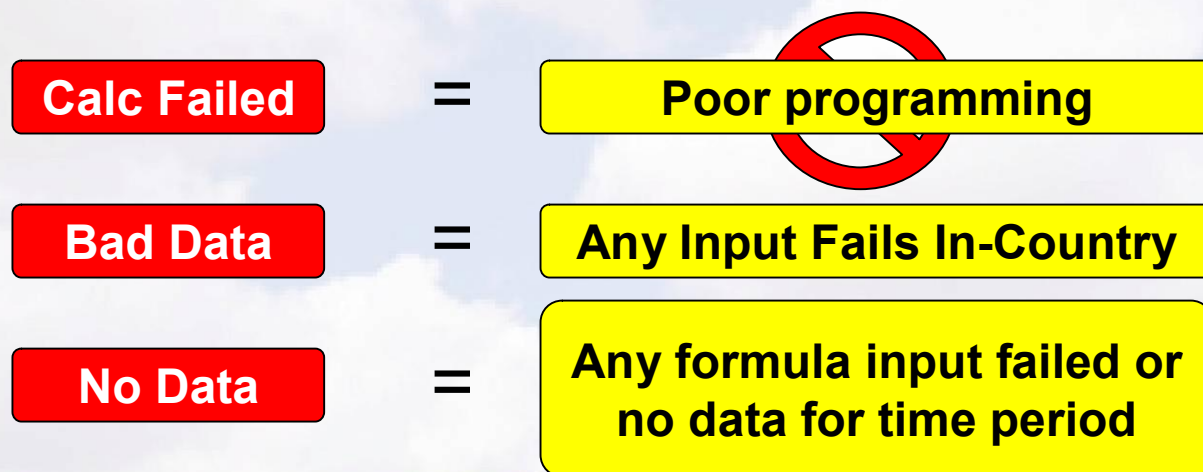 Calc Failed = Poor programming
Bad Data = Any Input Fails In-Country
No Data = Any formula input failed or
no data for time period